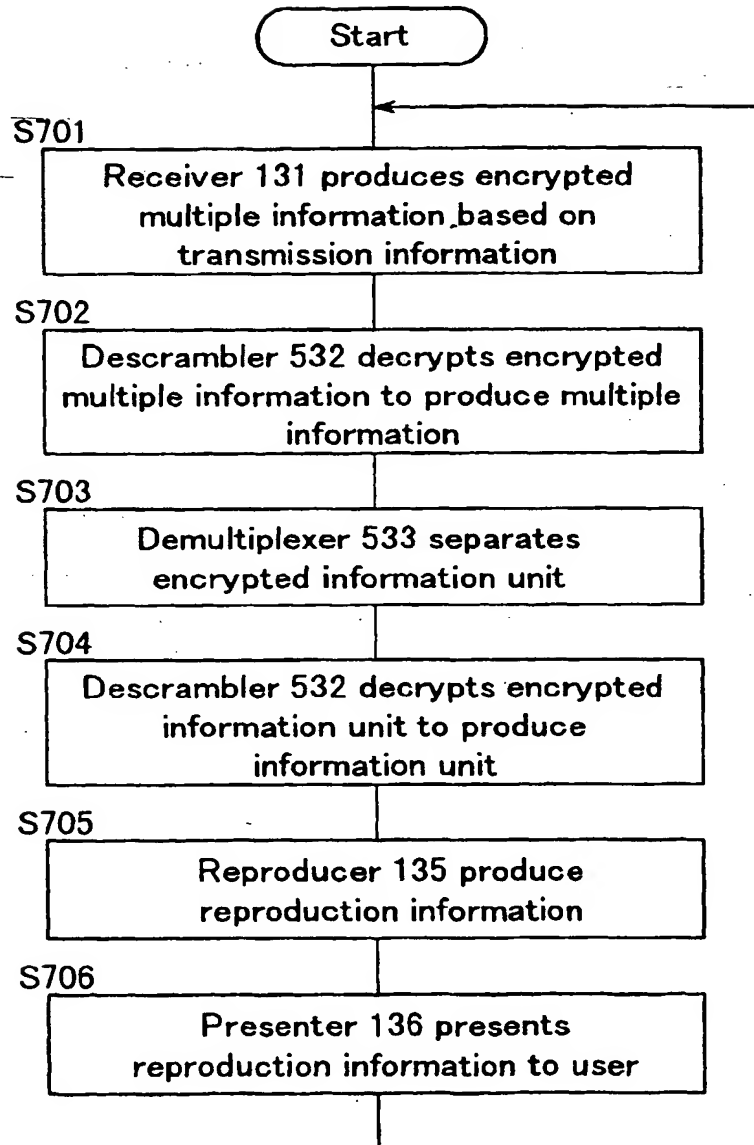 Start
S701
Receiver 131 produces encrypted
multiple information based on
transmission information
S702
Descrambler 532 decrypts encrypted
multiple information to produce multiple
information
S703
Demultiplexer 533 separates
encrypted information unit
S704
Descrambler 532 decrypts encrypted
information unit to produce
information unit
S705
Reproducer 135 produce
reproduction information
S706
Presenter 136 presents
reproduction information to user